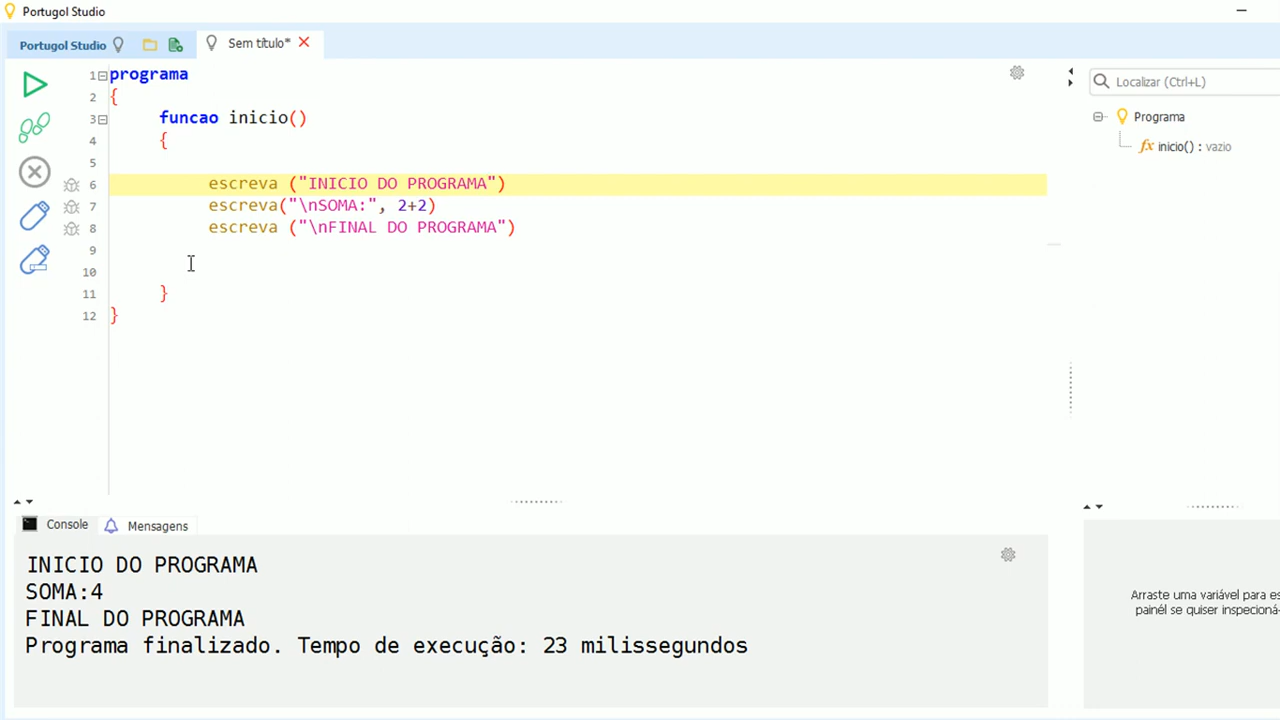 Portugol Studio
Portugol Studio
Sem título*
1 programa
2 {
3 funcao inicio()
4 {
5
6 escreva ("INICIO DO PROGRAMA")
7 escreva("\nSOMA:", 2+2)
8 escreva ("\nFINAL DO PROGRAMA")
9
10
11 }
12 }
Localizar (Ctrl+L)
Programa
fx inicio() : vazio
Console
Mensagens
INICIO DO PROGRAMA
SOMA:4
FINAL DO PROGRAMA
Programa finalizado. Tempo de execução: 23 milissegundos
Arraste uma variável para es
painél se quiser inspecioná-